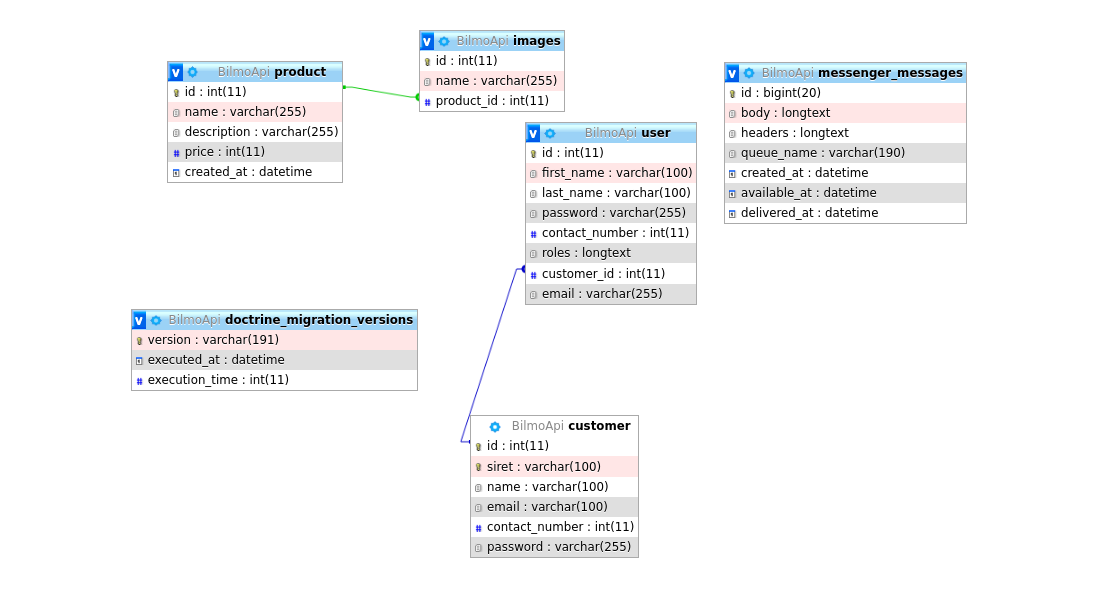 v BilmoApi product
id : int(11)
name : varchar(255)
description : varchar(255)
# price : int(11)
created_at : datetime
v BilmoApi images
id : int(11)
name : varchar(255)
# product_id : int(11)
v BilmoApi user
id : int(11)
first_name : varchar(100)
last_name : varchar(100)
password : varchar(255)
# contact_number : int(11)
roles : longtext
# customer_id : int(11)
email : varchar(255)
v BilmoApi messenger_messages
id : bigint(20)
body : longtext
headers : longtext
queue_name : varchar(190)
created_at : datetime
available_at : datetime
delivered_at : datetime
v BilmoApi doctrine_migration_versions
version : varchar(191)
executed_at : datetime
# execution_time : int(11)
BilmoApi customer
id : int(11)
siret : varchar(100)
name : varchar(100)
email : varchar(100)
# contact_number : int(11)
password : varchar(255)